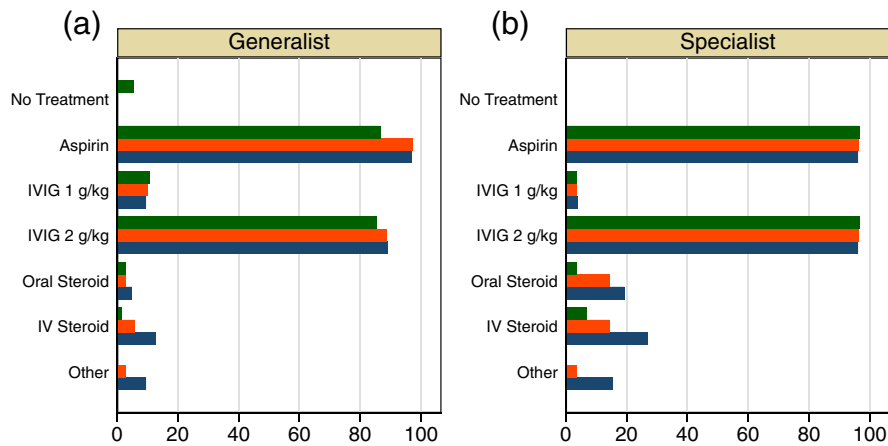 (a)
Generalist
No Treatment
Aspirin
IVIG 1 g/kg
IVIG 2 g/kg
Oral Steroid
IV Steroid
Other
0 20 40 60 80 100
(b)
Specialist
No Treatment
Aspirin
IVIG 1 g/kg
IVIG 2 g/kg
Oral Steroid
IV Steroid
Other
0 20 40 60 80 100